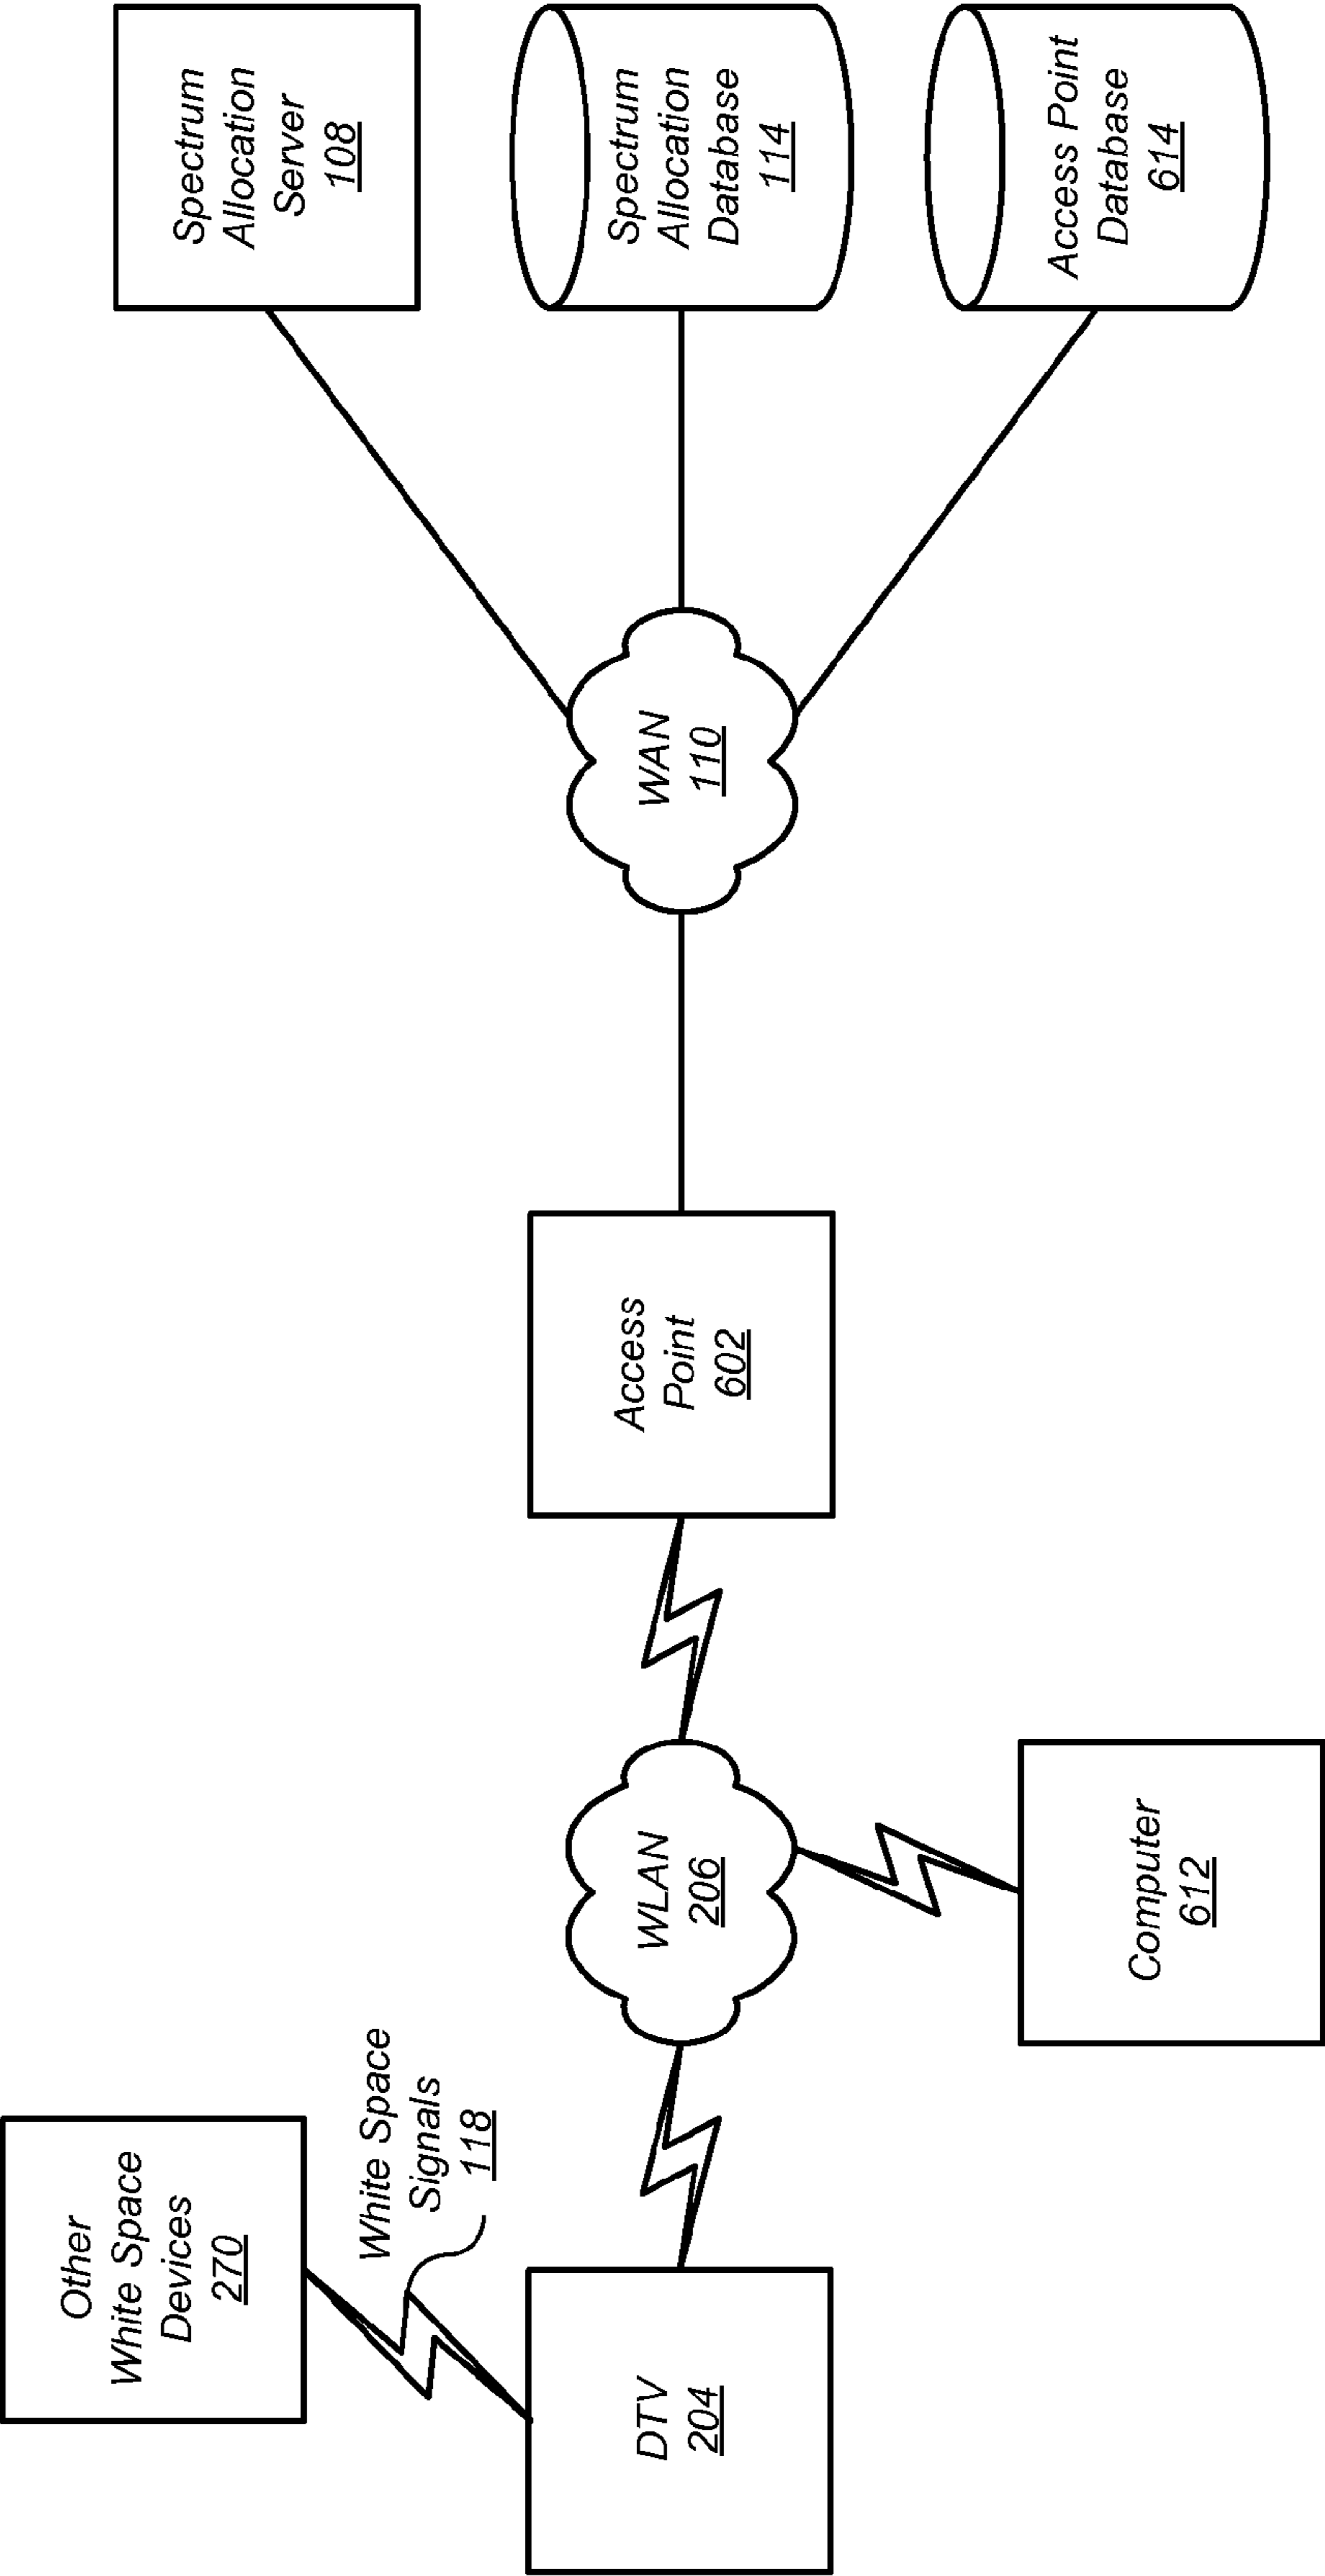 Other
White Space
Devices
270
White Space
Signals
118
DTV
204
WLAN
206
Computer
612
Access
Point
602
WAN
110
Spectrum
Allocation
Server
108
Spectrum
Allocation
Database
114
Access Point
Database
614